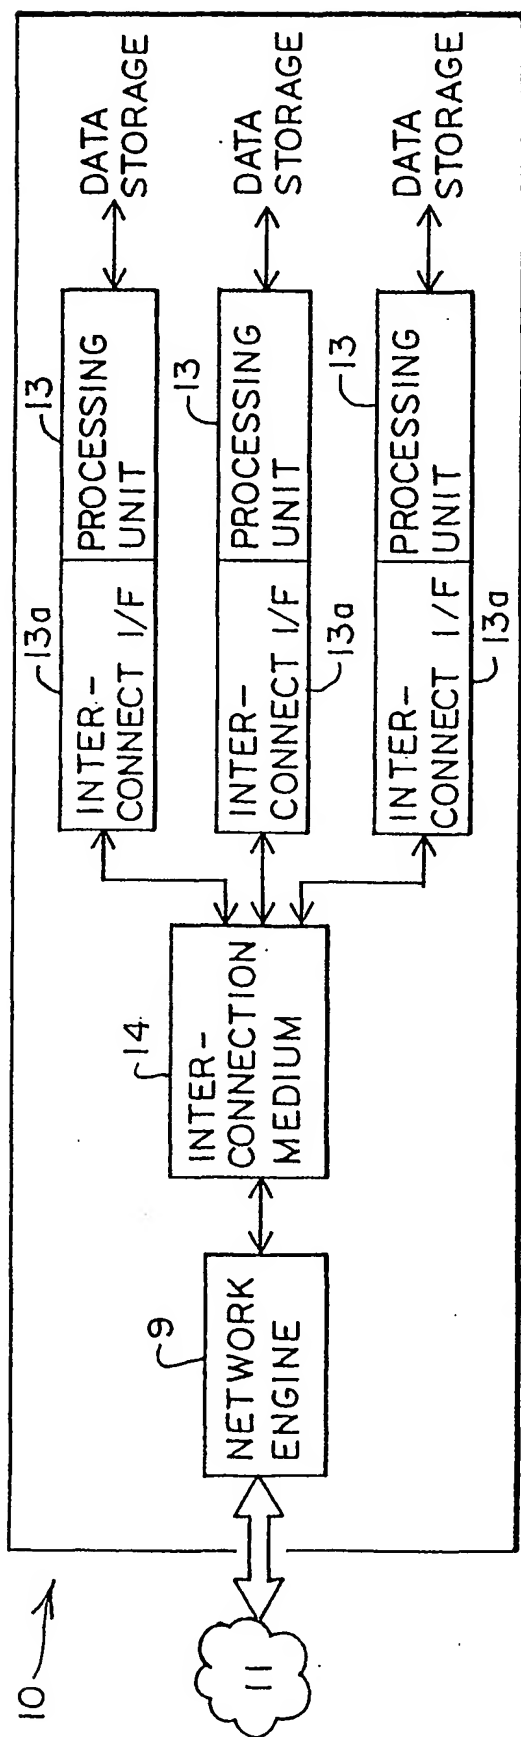 10
11
9
NETWORK
ENGINE
14
INTER-
CONNECTION
MEDIUM
13a
13
INTER-
CONNECT I/F
PROCESSING
UNIT
DATA
STORAGE
13
INTER-
CONNECT I/F
13a
PROCESSING
UNIT
DATA
STORAGE
13
INTER-
CONNECT I/F
13a
PROCESSING
UNIT
DATA
STORAGE